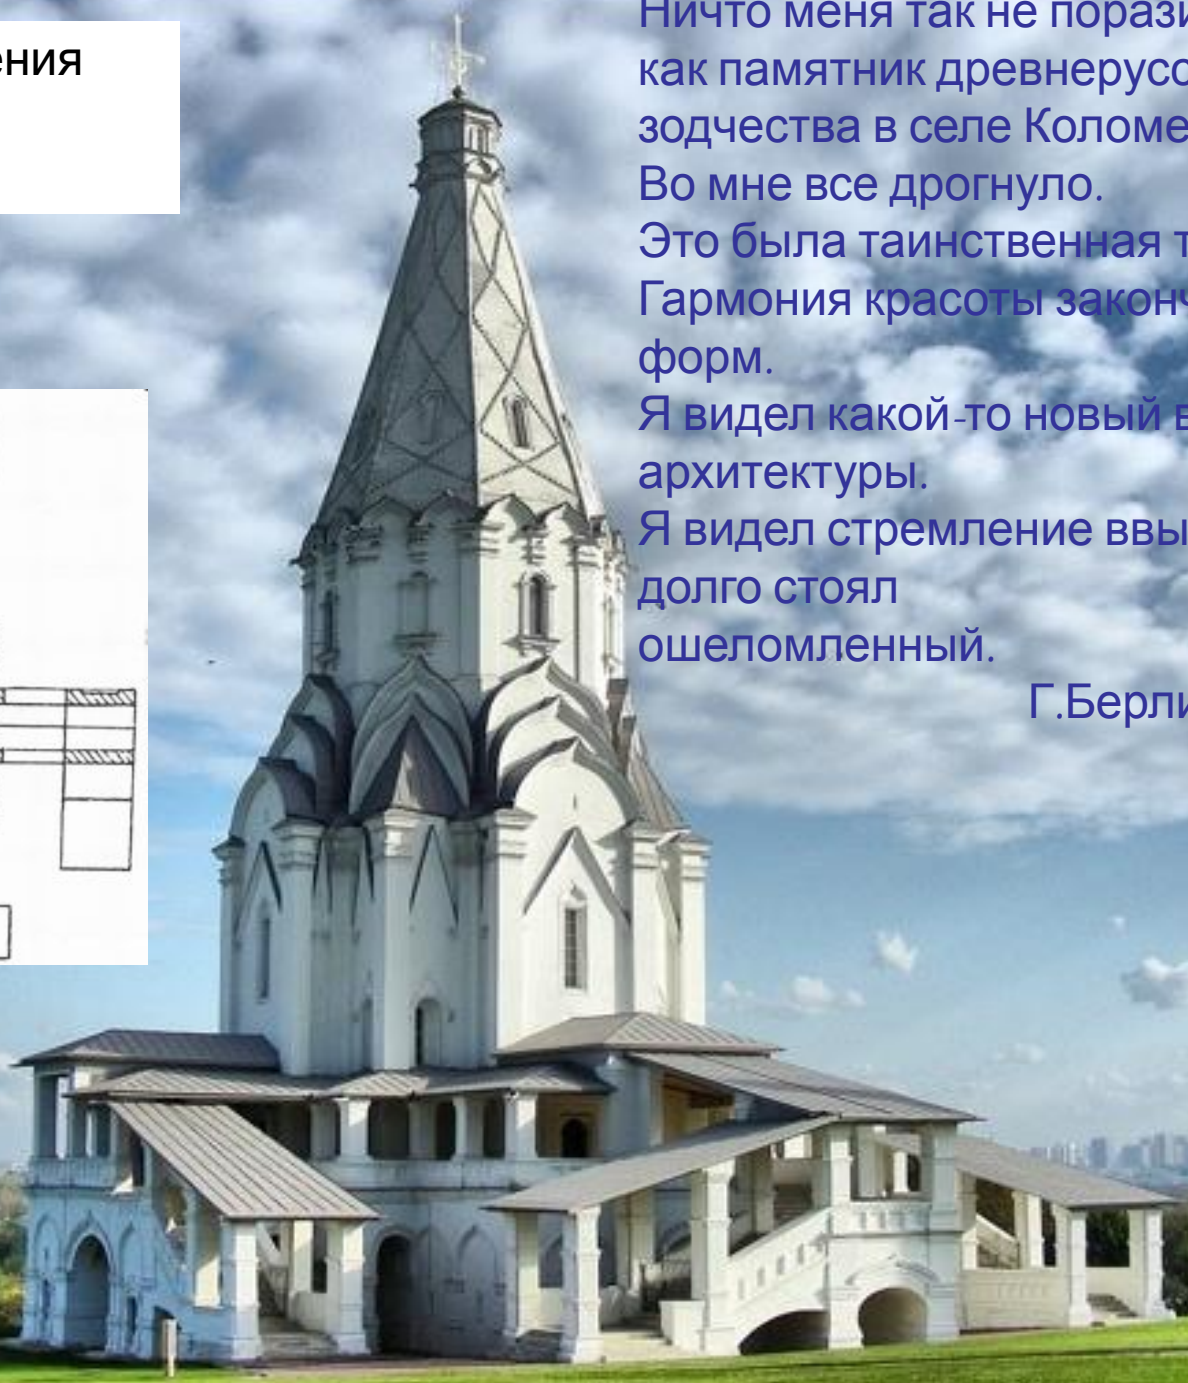 ения
Ничто меня так не порази
как памятник древнерусс
зодчества в селе Коломе
Во мне все дрогнуло.
Это была таинственная т
Гармония красоты законч
форм.
Я видел какой-то новый в
архитектуры.
Я видел стремление ввы
долго стоял
ошеломленный.
Г.Берли